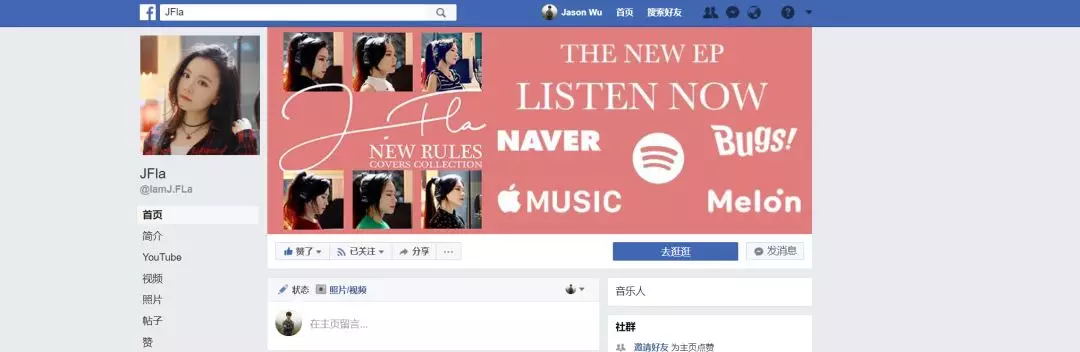 JFla
Jason Wu 首页 搜索好友
THE NEW EP
LISTEN NOW
J.Fla
NEW RULES
COVERS COLLECTION
NAVER
Bugs!
MUSIC
Melon
JFla
@IamJ.FLa
首页
简介
YouTube
视频
照片
帖子
赞
赞了 已关注 分享 ...
去逛逛 发消息
状态 照片/视频
在主页留言...
音乐人
社群
邀请好友 为主页点赞